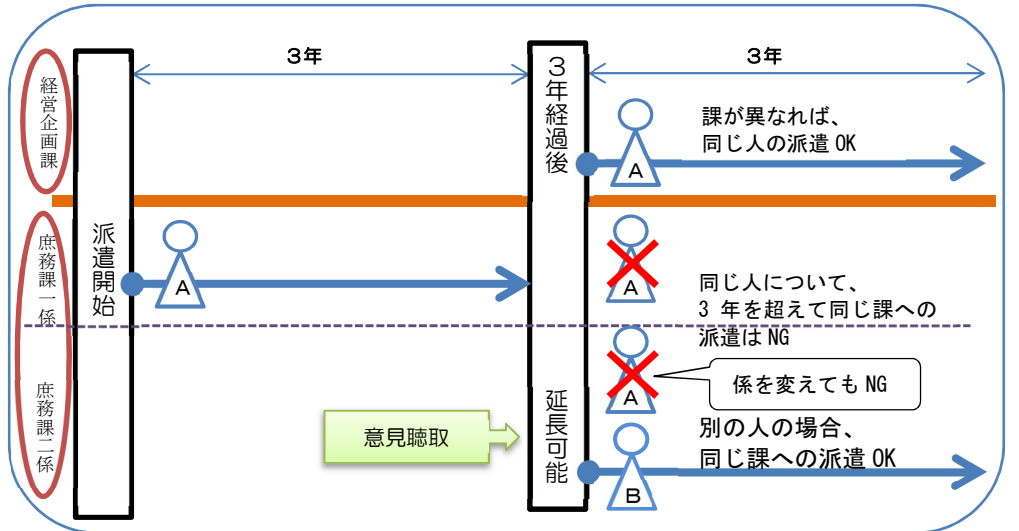 3年
3年
経営企画課
庶務課一係
庶務課二係
派遣開始
3年経過後
延長可能
A
課が異なれば、
同じ人の派遣 OK
A
A
同じ人について、
3 年を超えて同じ課への
派遣は NG
A
係を変えても NG
意見聴取
別の人の場合、
同じ課への派遣 OK
B